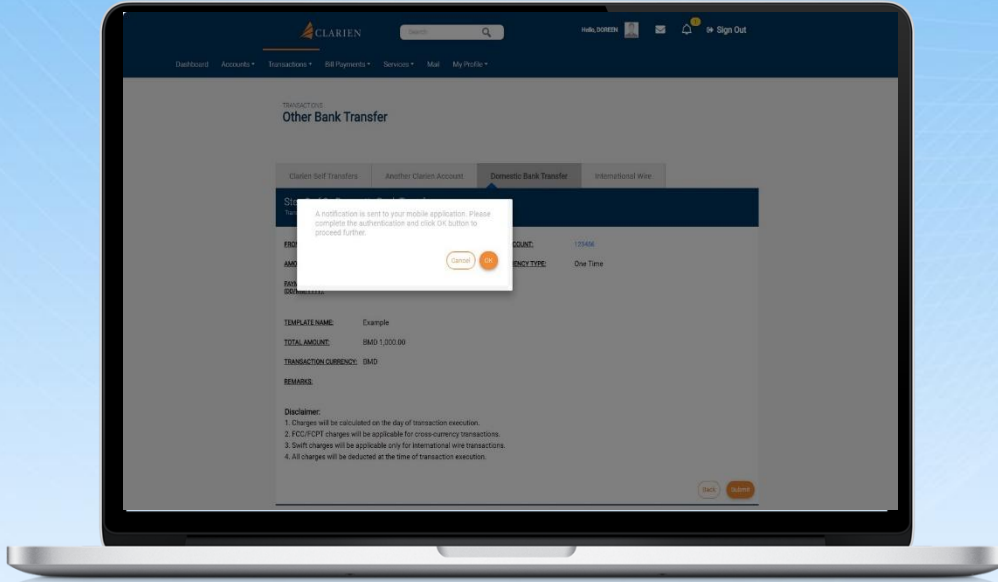 CLARIEN
Search
Hello, DOREEN
1
Sign Out
Dashboard Accounts Transactions Bill Payments Services Mail My Profile
TRANSACTIONS
Other Bank Transfer
Clarien Self Transfers Another Clarien Account Domestic Bank Transfer International Wire
A notification is sent to your mobile application. Please
complete the authentication and click OK button to
proceed further.
Cancel OK
One Time
TEMPLATE NAME: Example
TOTAL AMOUNT: BMD 1,000.00
TRANSACTION CURRENCY: BMD
REMARKS:
Disclaimer:
1. Charges will be calculated on the day of transaction execution.
2. FCC/FCPT charges will be applicable for cross-currency transactions.
3. Swift charges will be applicable only for International wire transactions.
4. All charges will be deducted at the time of transaction execution.
Back Submit